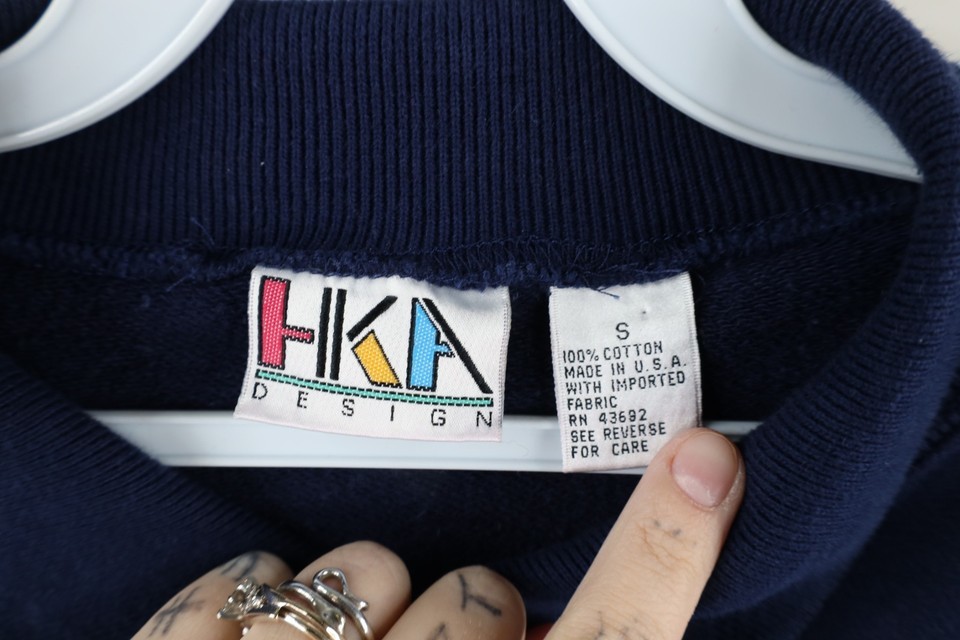 HKA
DESIGN
S
100% COTTON
MADE IN U.S.A.
WITH IMPORTED
FABRIC
RN 43692
SEE REVERSE
FOR CARE